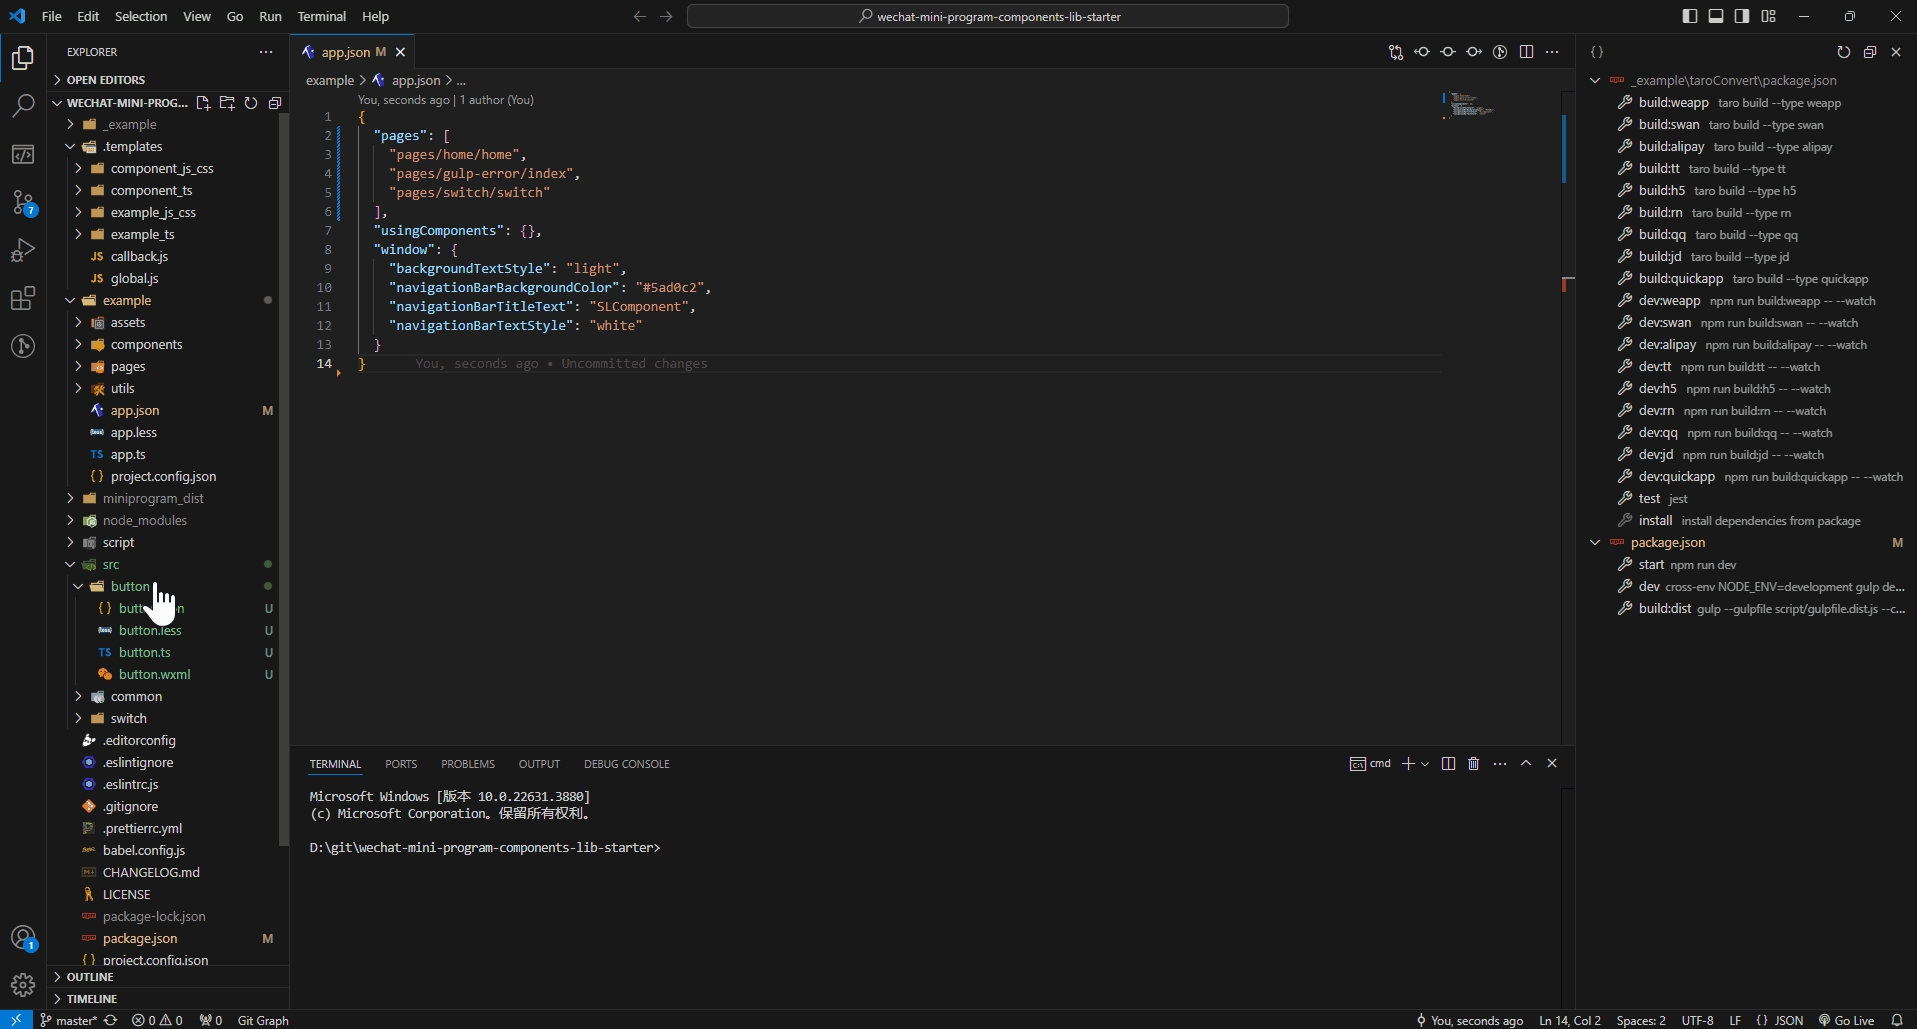 File Edit Selection View Go Run Terminal Help
wechat-mini-program-components-lib-starter
EXPLORER
OPEN EDITORS
WECHAT-MINI-PROG...
_example
.templates
component_js_css
component_ts
example_js_css
example_ts
JS callback.js
JS global.js
example
assets
components
pages
utils
app.json M
{less} app.less
TS app.ts
{} project.config.json
miniprogram_dist
node_modules
script
src
button
{} butt n U
{less} button.less U
TS button.ts U
button.wxml U
common
switch
.editorconfig
.eslintignore
.eslintrc.js
.gitignore
.prettierrc.yml
babel.config.js
CHANGELOG.md
LICENSE
package-lock.json
package.json M
{} project.config.json
OUTLINE
TIMELINE
7
1
app.json M
example > app.json > ...
You, seconds ago | 1 author (You)
1 {
2 "pages": [
3 "pages/home/home",
4 "pages/gulp-error/index",
5 "pages/switch/switch"
6 ],
7 "usingComponents": {},
8 "window": {
9 "backgroundTextStyle": "light",
10 "navigationBarBackgroundColor": "#5ad0c2",
11 "navigationBarTitleText": "SLComponent",
12 "navigationBarTextStyle": "white"
13 }
14 } You, seconds ago • Uncommitted changes
TERMINAL PORTS PROBLEMS OUTPUT DEBUG CONSOLE
cmd
Microsoft Windows [版本 10.0.22631.3880]
(c) Microsoft Corporation。保留所有权利。
D:\git\wechat-mini-program-components-lib-starter>
{}
_example\taroConvert\package.json
build:weapp taro build --type weapp
build:swan taro build --type swan
build:alipay taro build --type alipay
build:tt taro build --type tt
build:h5 taro build --type h5
build:rn taro build --type rn
build:qq taro build --type qq
build:jd taro build --type jd
build:quickapp taro build --type quickapp
dev:weapp npm run build:weapp -- --watch
dev:swan npm run build:swan -- --watch
dev:alipay npm run build:alipay -- --watch
dev:tt npm run build:tt -- --watch
dev:h5 npm run build:h5 -- --watch
dev:rn npm run build:rn -- --watch
dev:qq npm run build:qq -- --watch
dev:jd npm run build:jd -- --watch
dev:quickapp npm run build:quickapp -- --watch
test jest
install install dependencies from package
package.json M
start npm run dev
dev cross-env NODE_ENV=development gulp de...
build:dist gulp --gulpfile script/gulpfile.dist.js --c...
master* 0 0 0 Git Graph
You, seconds ago Ln 14, Col 2 Spaces: 2 UTF-8 LF {} JSON Go Live